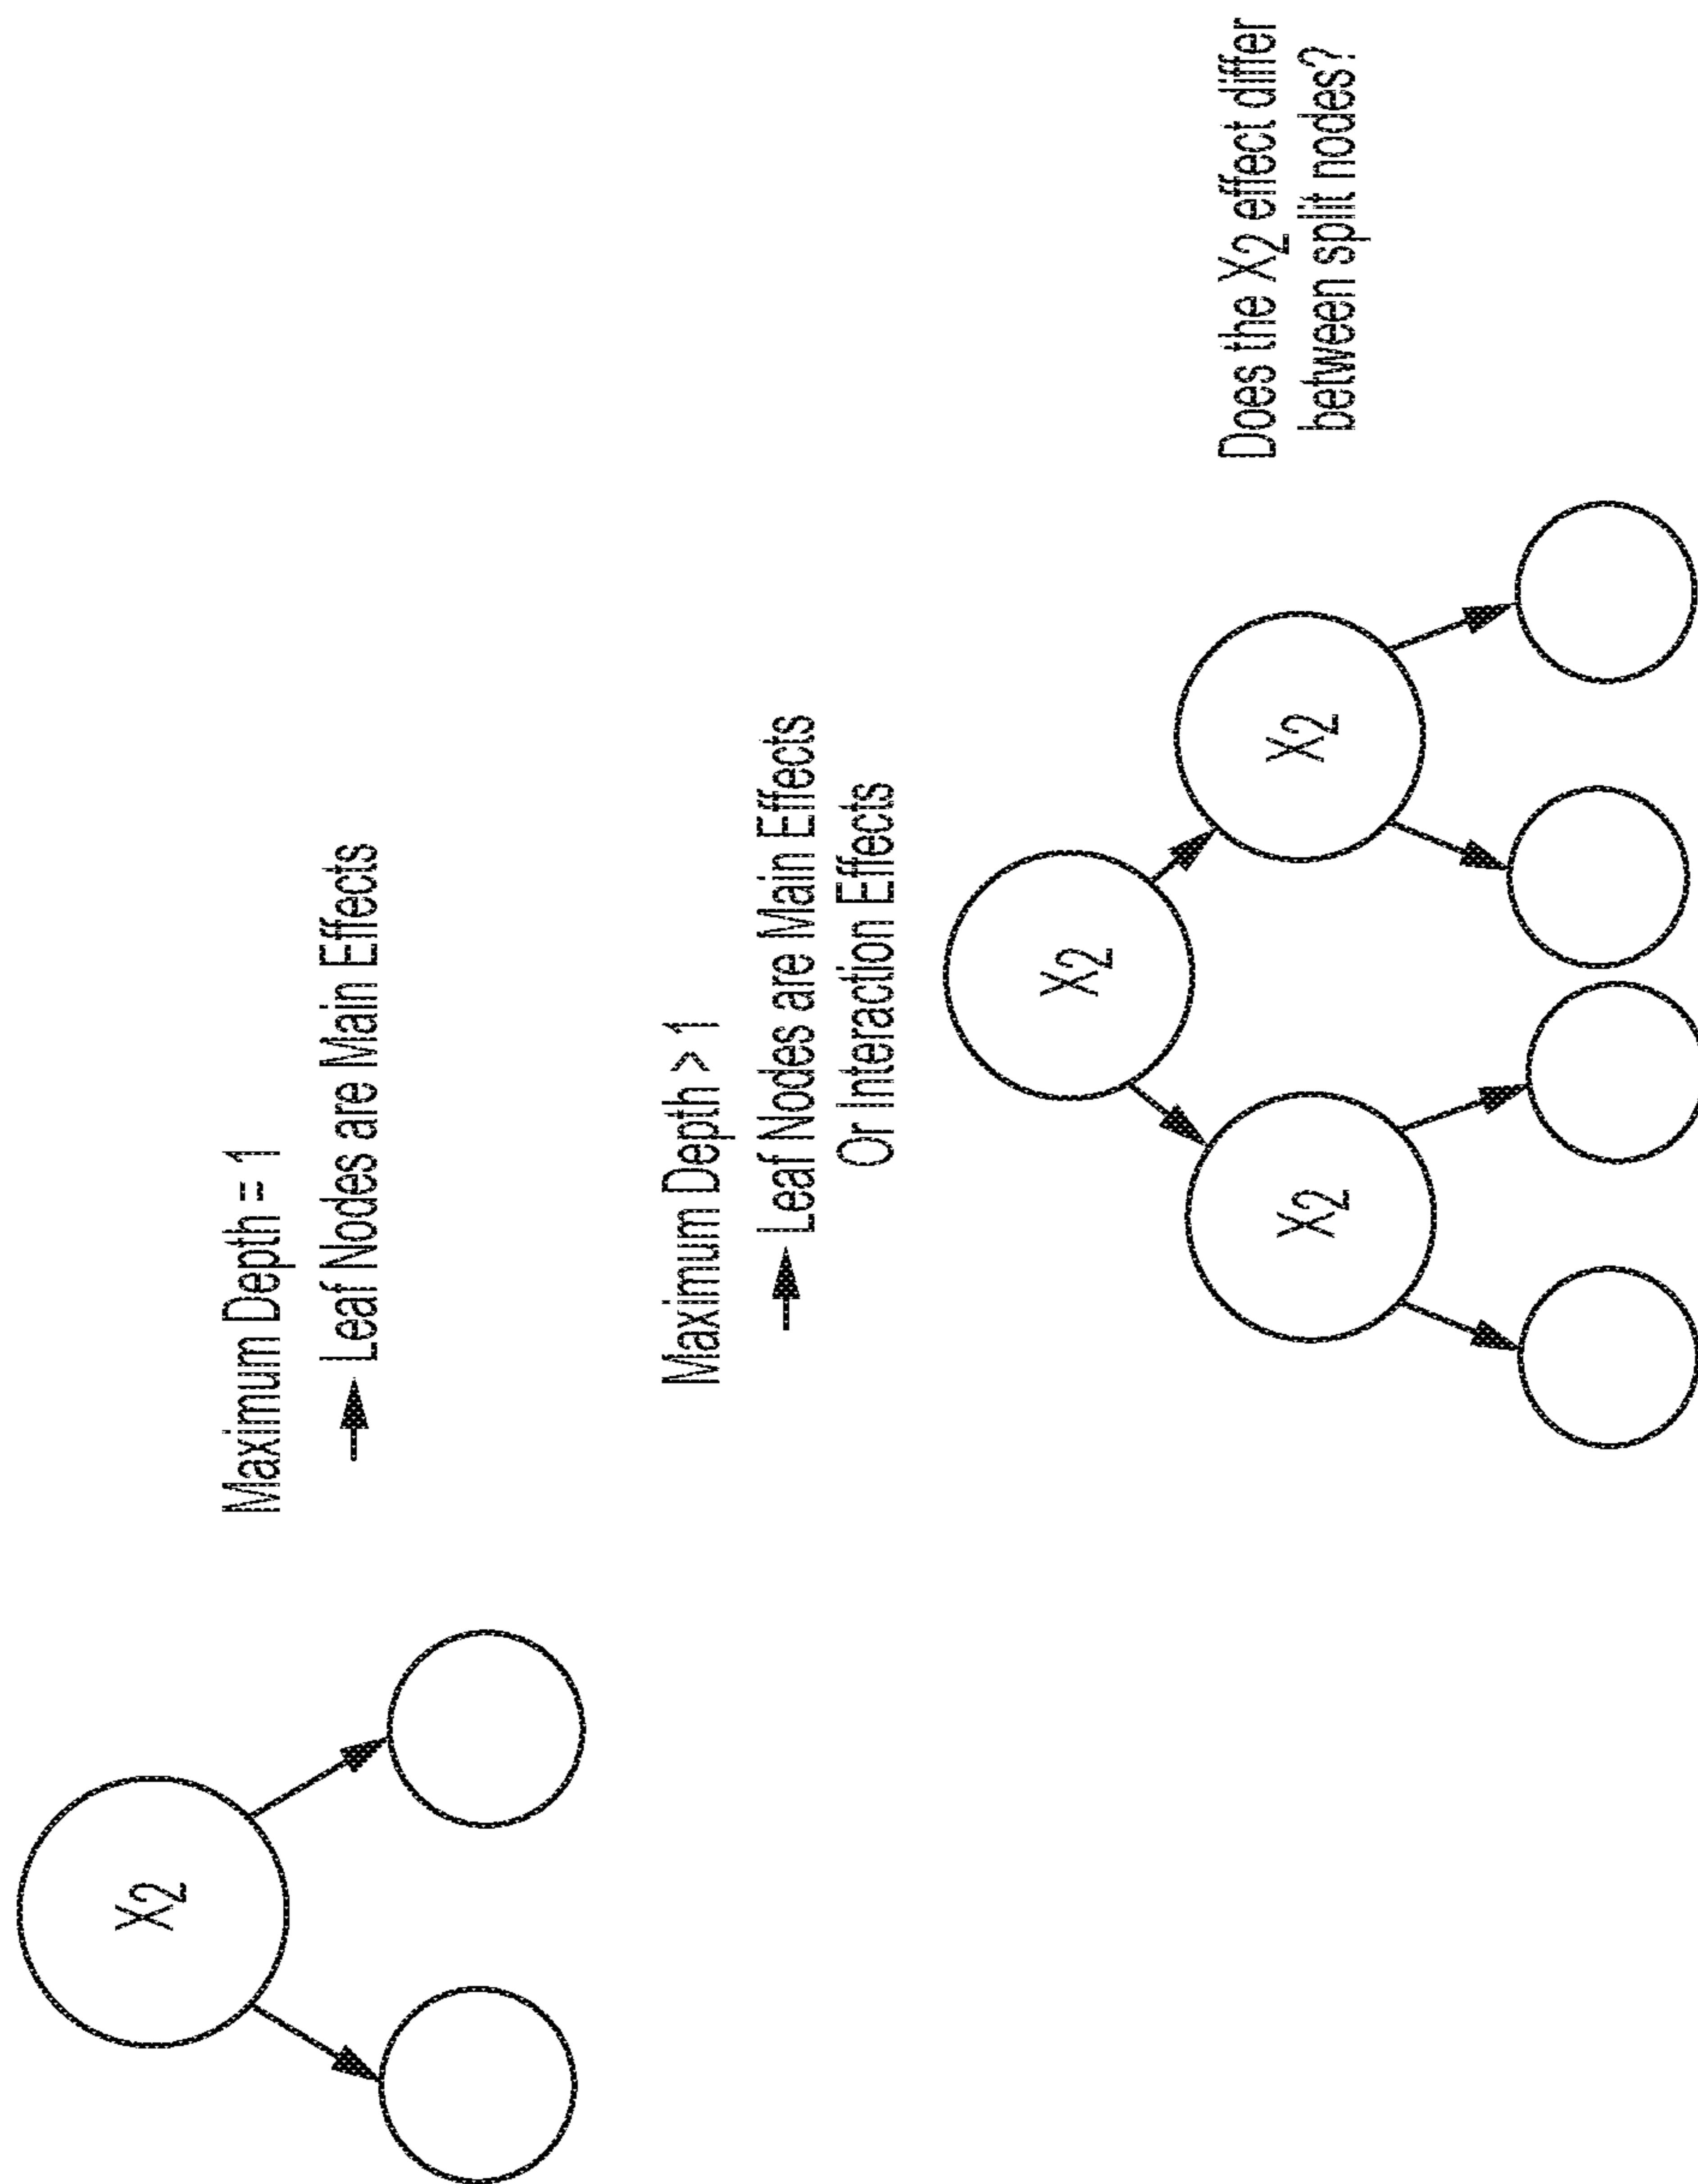 X2
Maximum Depth = 1
Leaf Nodes are Main Effects
Maximum Depth > 1
Leaf Nodes are Main Effects
Or Interaction Effects
X2
X2
X2
Does the X2 effect differ
between split nodes?